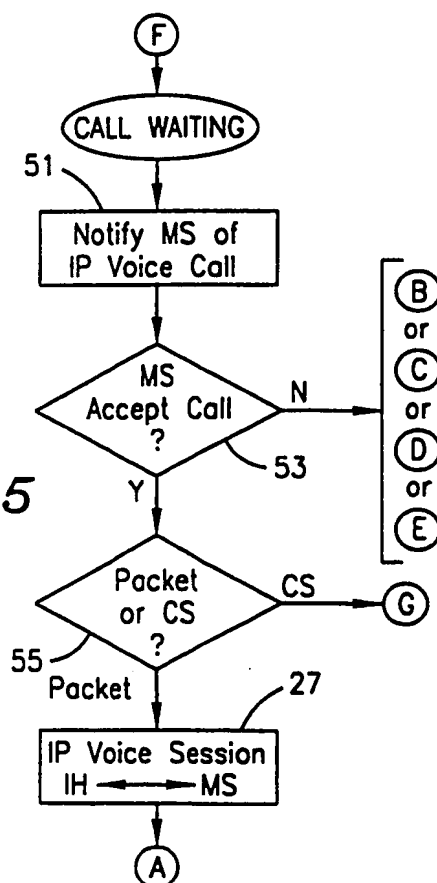 F
CALL WAITING
51
Notify MS of
IP Voice Call
MS
Accept Call
?
N
53
Y
B
or
C
or
D
or
E
5
Packet
or CS
?
CS
G
55
Packet
27
IP Voice Session
IH MS
A